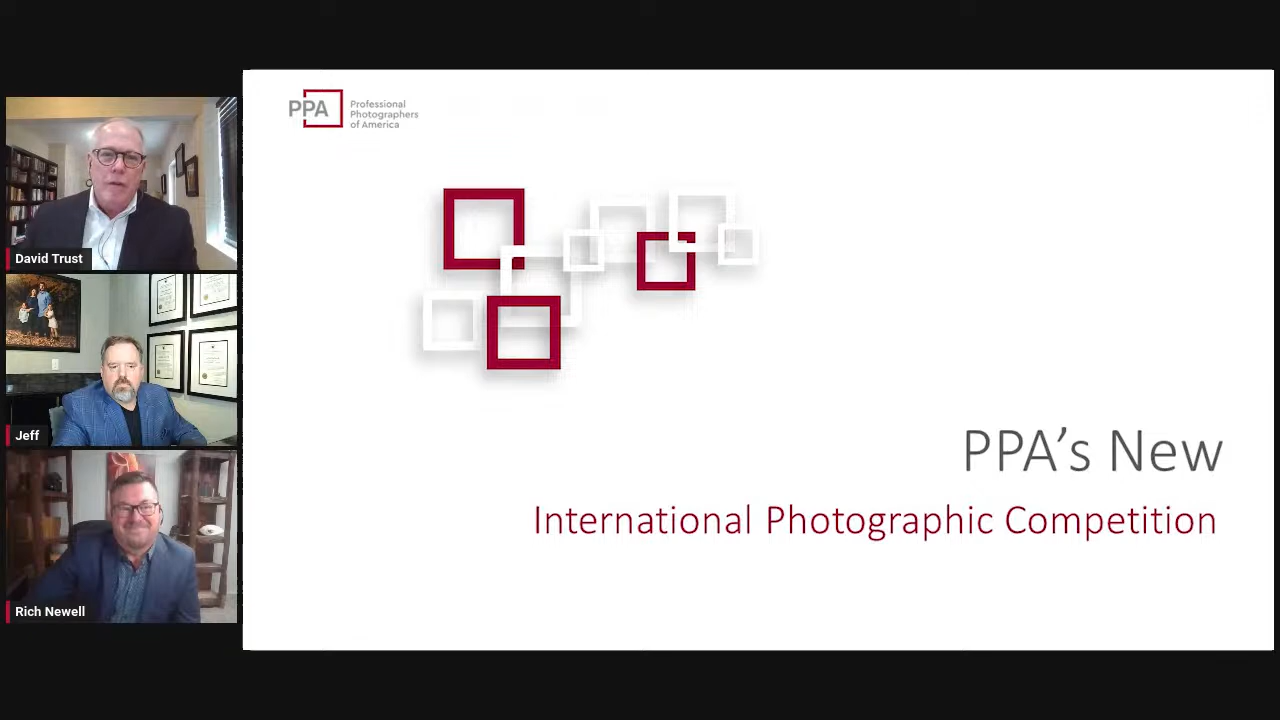 PPA
Professional
Photographers
of America
David Trust
Jeff
Rich Newell
PPA's New
International Photographic Competition